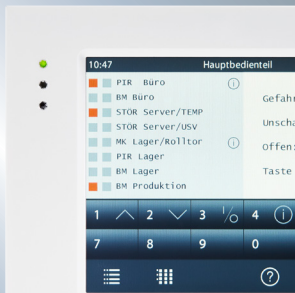 10:47 Hauptbedienteil
PIR Büro
BM Büro
STÖR Server/TEMP
STÖR Server/USV
MK Lager/Rolltor
PIR Lager
BM Lager
BM Produktion
Gefahr
Unscha
Offen:
Taste
1 2 3 I/O 4 i
7 8 9 0
?